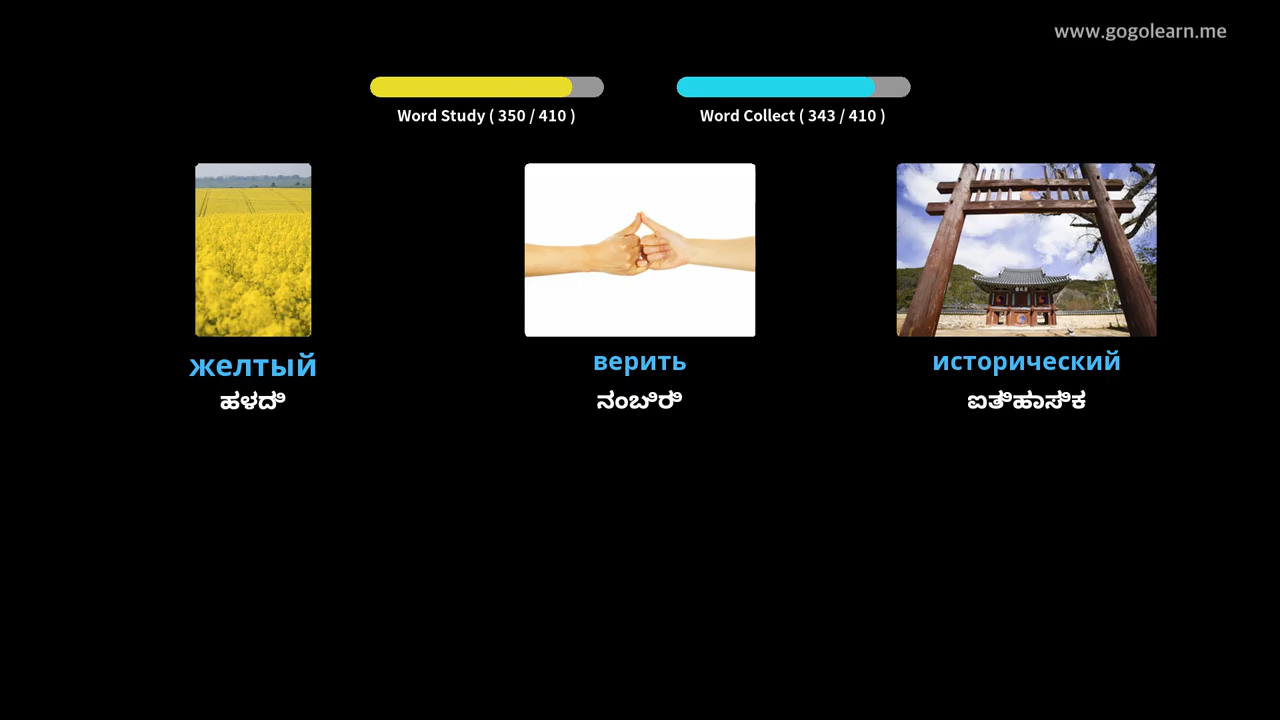 www.gogolearn.me
Word Study ( 350 / 410 )
Word Collect ( 343 / 410 )
желтый
верить
исторический
ಹಳದಿ
ನಂಬಿರಿ
ಐತಿಹಾಸಿಕ